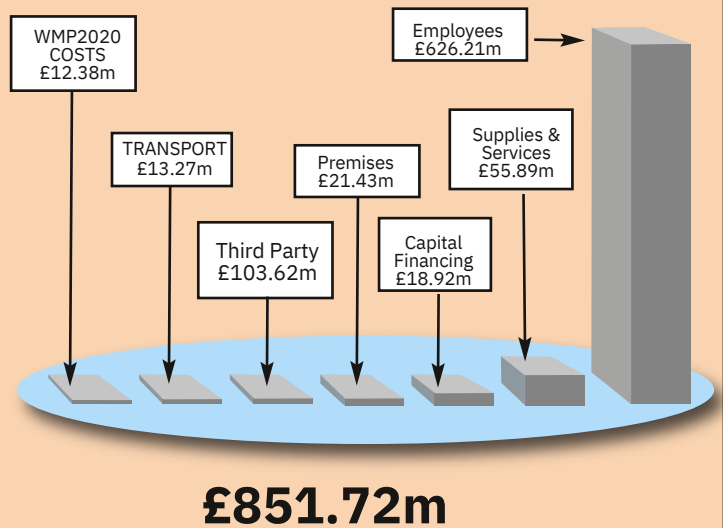 WMP2020
COSTS
£12.38m
TRANSPORT
£13.27m
Third Party
£103.62m
Premises
£21.43m
Capital
Financing
£18.92m
Employees
£626.21m
Supplies &
Services
£55.89m
£851.72m